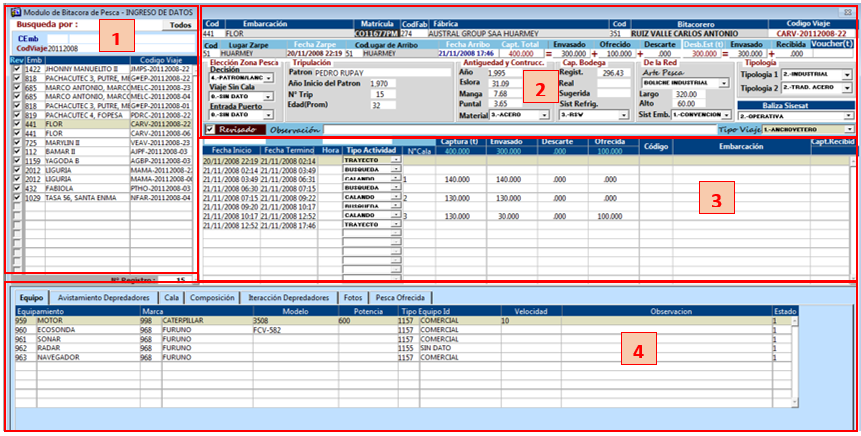 Modulo de Bitacora de Pesca - INGRESO DE DATOS
Busqueda por : Todos
CEmb
CodViaje 20112008
1
Rev Emb Codigo Viaje
1422 JHONNY MANUELITO II JMPS-20112008-22
818 PACHACUTEC 3, PUTRE, M G*EP-20112008-22
685 MARCO ANTONIO, MARCO MELC-20112008-23
685 MARCO ANTONIO, MARCO MELC-20112008-04
818 PACHACUTEC 3, PUTRE, M G*EP-20112008-01
819 PACHACUTEC 4, FOPESA PDRC-20112008-22
441 FLOR CARV-20112008-22
441 FLOR CARV-20112008-06
725 MARYLIN II VEAV-20112008-23
112 BAMAR II AJPF-20112008-03
1159 YAGODA B AGBP-20112008-03
2012 LIGURIA MAMA-20112008-22
2012 LIGURIA MAMA-20112008-06
432 FABIOLA PTHO-20112008-03
1029 TASA 56, SANTA ENMA NFAR-20112008-04
N° Registro: 15
Cod Embarcación Matricula CodFab Fábrica Cod Bitacorero Codigo Viaje
441 FLOR CO11677PM 274 AUSTRAL GROUP SAA HUARMEY 351 RUIZ VALLE CARLOS ANTONIO CARV-20112008-22
Cod Lugar Zarpe Fecha Zarpe Cod.Lugar de Arribo Fecha Arribo Capt. Total Envasado Ofrecido Descarte Desh.Est (t) Envasado Recibida Voucher(t)
51 HUARMEY 20/11/2008 22:19 51 HUARMEY 21/11/2008 17:46 400.000 = 300.000 + 100.000 + .000 300.000 = 300.000 + .000
Elección Zona Pesca Tripulación Antiguedad y Contrucc. Cap. Bodega De la Red Tipología
Decisión
4.-PATRON/LANC
Viaje Sin Cala
0.-SIN DATO
Entrada Puerto
0.-SIN DATO
Patron PEDRO RUPAY
Año Inicio del Patron 1.970
N° Trip 15
Edad(Prom) 32
Año 1.995
Eslora 31.09
Manga 7.68
Puntal 3.65
Material 3.-ACERO
2
Regist. 296.43
Real
Sugerida
Sist Refrig.
3.-RSW
Arte Pesca
BOLICHE INDUSTRIAL
Largo 320.00
Alto 60.00
Sist Emb. 1.-CONVENCION
Tipologia 1 2.-INDUSTRIAL
Tipologia 2 2.-TRAD. ACERO
Baliza Sisesat
2.-OPERATIVA
Revisado Observación Tipo Viaje 1.-ANCHOVETERO
Captura (t) Envasado Descarte Ofrecida Código Embarcación Capt.Recibid
Fecha Inicio Fecha Termino Hora Tipo Actividad N°Cala 400.000 300.000 .000 100.000
20/11/2008 22:19 21/11/2008 02:14 TRAYECTO
21/11/2008 02:14 21/11/2008 03:49 BUSQUEDA
21/11/2008 03:49 21/11/2008 06:31 CALANDO 1 140.000 140.000 .000 .000
21/11/2008 06:30 21/11/2008 07:15 BUSQUEDA
21/11/2008 07:15 21/11/2008 09:22 CALANDO 2 130.000 130.000 .000 .000
21/11/2008 09:20 21/11/2008 10:17 BUSQUEDA
21/11/2008 10:17 21/11/2008 12:52 CALANDO 3 130.000 30.000 .000 100.000
21/11/2008 12:52 21/11/2008 17:46 TRAYECTO
3
Equipo Avistamiento Depredadores Cala Composición Iteracción Depredadores Fotos Pesca Ofrecida
Equipamiento Marca Modelo Potencia Tipo Equipo Id Velocidad Observacion Estado
959 MOTOR 998 CATERPILLAR 3508 600 1157 COMERCIAL 10 1
960 ECOSONDA 968 FURUNO FCV-582 1157 COMERCIAL 1
961 SONAR 968 FURUNO 1157 COMERCIAL 1
962 RADAR 968 FURUNO 1155 SIN DATO 1
963 NAVEGADOR 968 FURUNO 1157 COMERCIAL 1
4